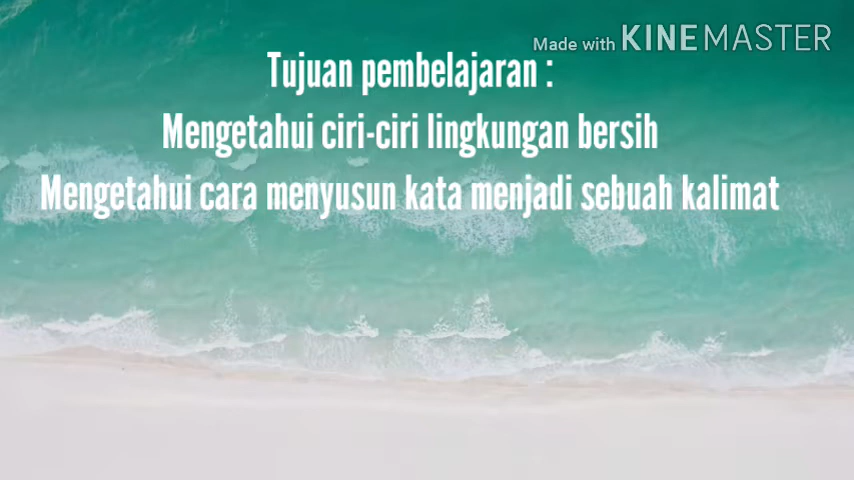 Made with KINEMASTER
Tujuan pembelajaran :
Mengetahui ciri-ciri lingkungan bersih
Mengetahui cara menyusun kata menjadi sebuah kalimat